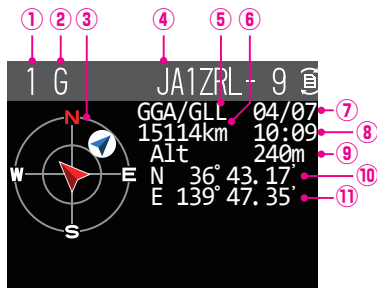 ① ② ③ ④ ⑤ ⑥
1 G JA1ZRL- 9
N GGA/GLL 04/07 ⑦
15114km 10:09 ⑧
Alt 240m ⑨
W E N 36°43.17' ⑩
E 139°47.35' ⑪
S